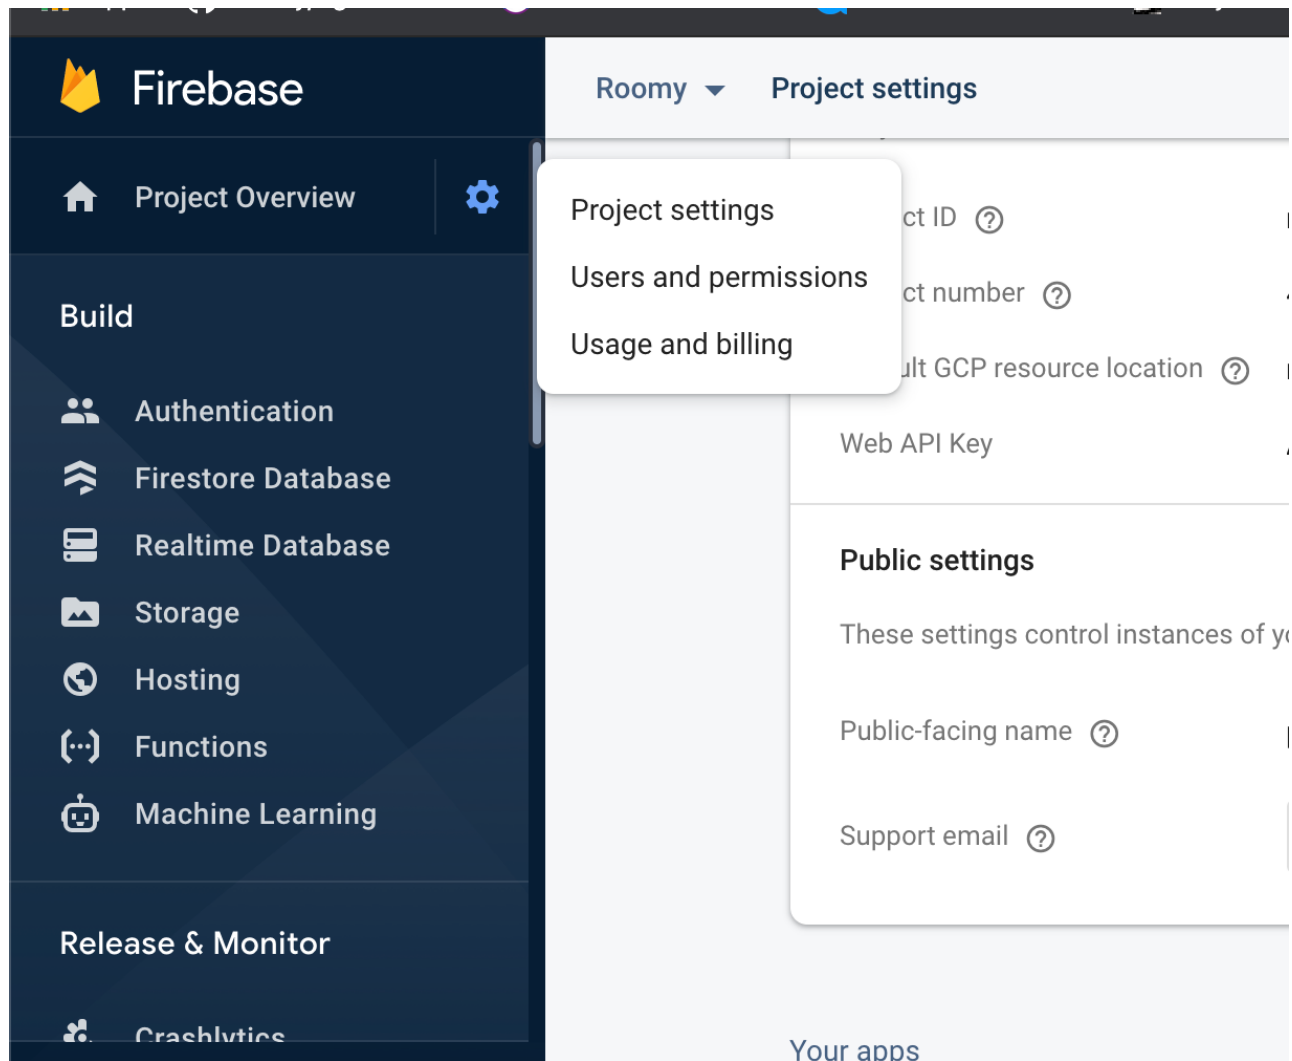 Firebase
Roomy
Project settings
Project Overview
Project settings
Users and permissions
Usage and billing
ct ID
ct number
ult GCP resource location
Web API Key
Build
Authentication
Firestore Database
Realtime Database
Storage
Hosting
Functions
Machine Learning
Release & Monitor
Crashlytics
Public settings
These settings control instances of yo
Public-facing name
Support email
Your apps